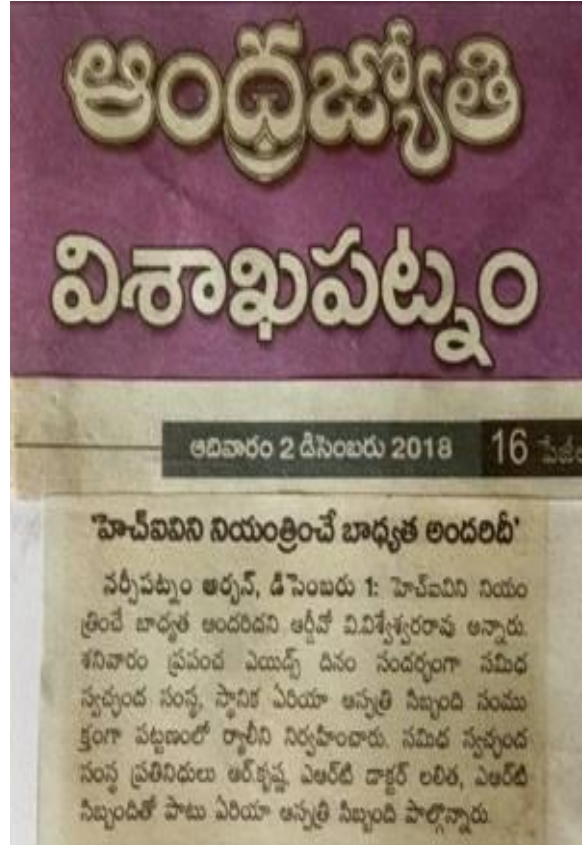 ఆంధ్రజ్యోతి
విశాఖపట్నం
ఆదివారం 2 డిసెంబరు 2018 16 పేజీలు
'హెచ్ఐవిని నియంత్రించే బాధ్యత అందరిదీ'
నర్సీపట్నం అర్బన్, డిసెంబరు 1: హెచ్ఐవిని నియం
త్రించే బాధ్యత అందరిదని ఆర్డీవో వి.విశ్వేశ్వరరావు అన్నారు.
శనివారం ప్రపంచ ఎయిడ్స్ దినం సందర్భంగా సమిధ
స్వచ్ఛంద సంస్థ, స్థానిక ఏరియా ఆస్పత్రి సిబ్బంది సంయు
క్తంగా పట్టణంలో ర్యాలీని నిర్వహించారు. సమిధ స్వచ్ఛంద
సంస్థ ప్రతినిధులు ఆర్.కృష్ణ, ఎఆర్‌టి డాక్టర్ లలిత, ఎఆర్‌టి
సిబ్బందితో పాటు ఏరియా ఆస్పత్రి సిబ్బంది పాల్గొన్నారు.